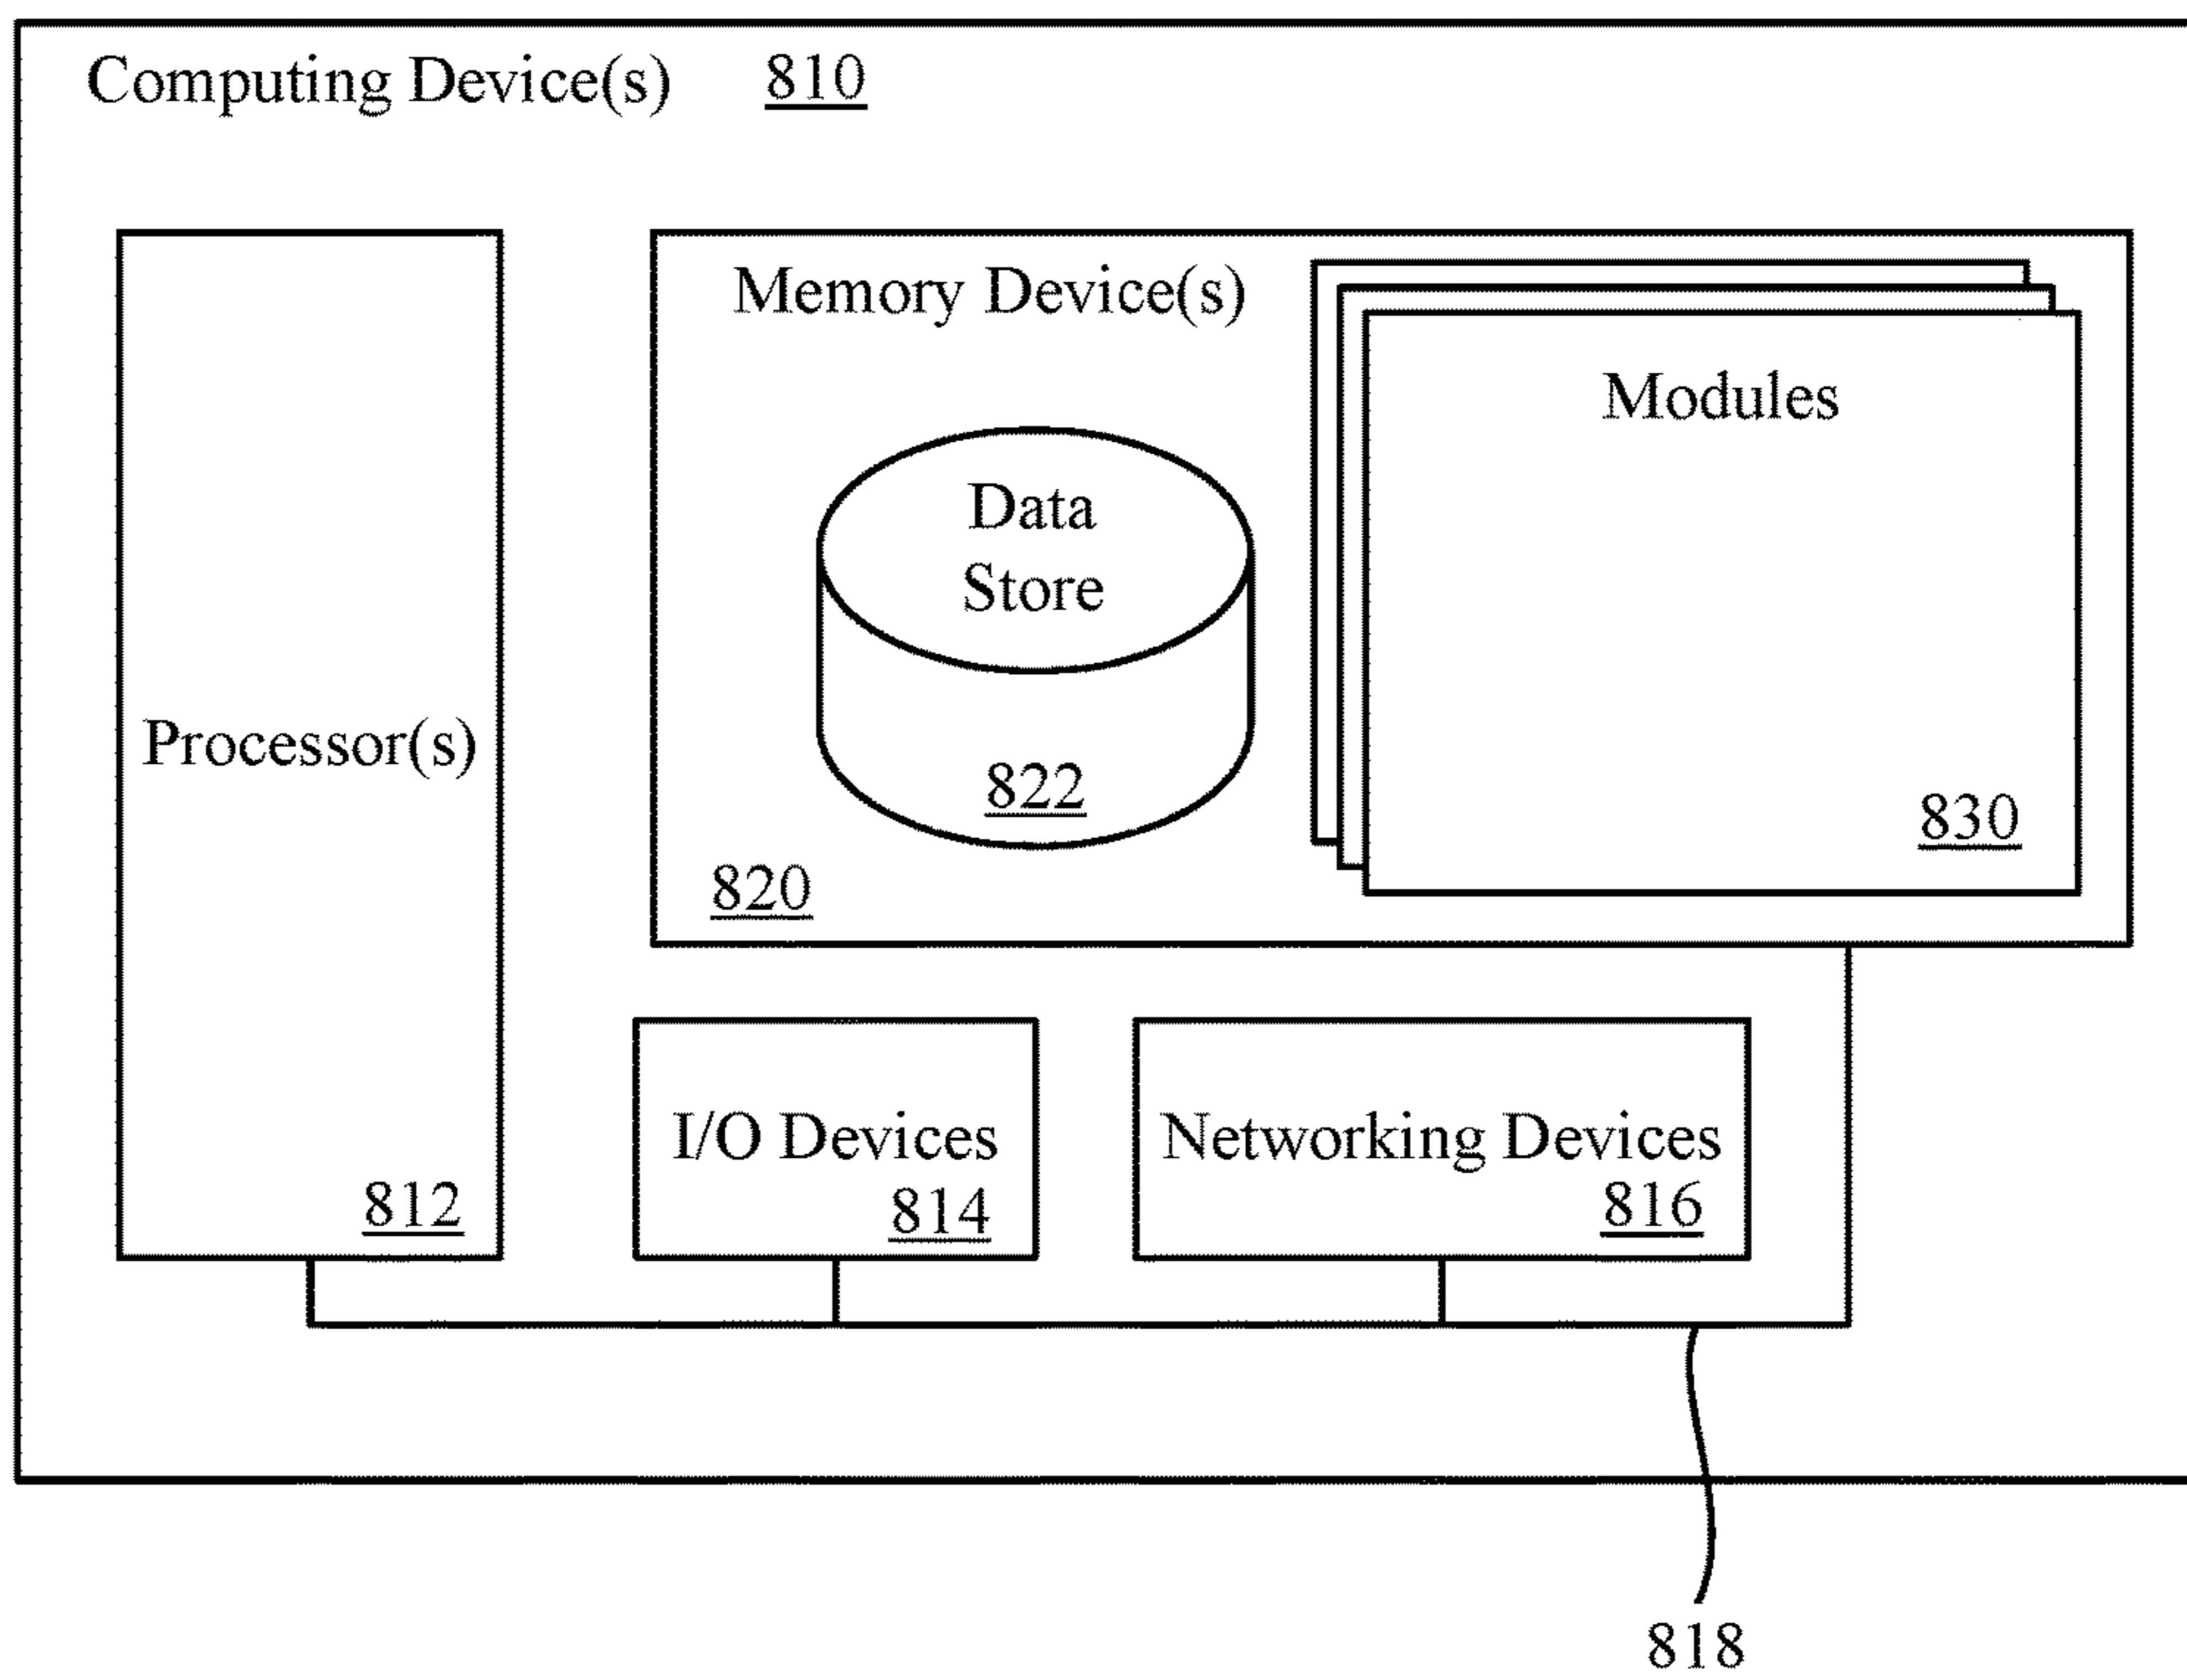 Computing Device(s) 810
Memory Device(s)
Modules
Data
Store
Processor(s)
822
830
820
I/O Devices
Networking Devices
812
814
816
818